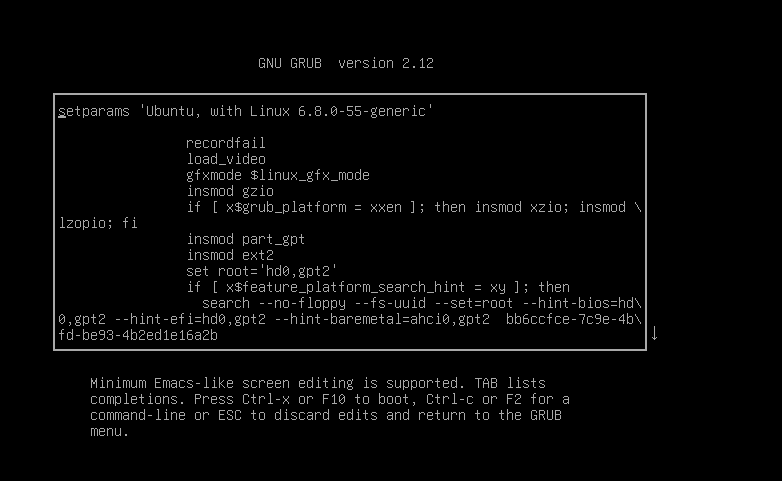 GNU GRUB  version 2.12
setparams 'Ubuntu, with Linux 6.8.0-55-generic'
recordfail
load_video
gfxmode $linux_gfx_mode
insmod gzio
if [ x$grub_platform = xxen ]; then insmod xzio; insmod \
lzopio; fi
insmod part_gpt
insmod ext2
set root='hd0,gpt2'
if [ x$feature_platform_search_hint = xy ]; then
search --no-floppy --fs-uuid --set=root --hint-bios=hd\
0,gpt2 --hint-efi=hd0,gpt2 --hint-baremetal=ahci0,gpt2  bb6ccfce-7c9e-4b\
fd-be93-4b2ed1e16a2b
↓
Minimum Emacs-like screen editing is supported. TAB lists
completions. Press Ctrl-x or F10 to boot, Ctrl-c or F2 for a
command-line or ESC to discard edits and return to the GRUB
menu.